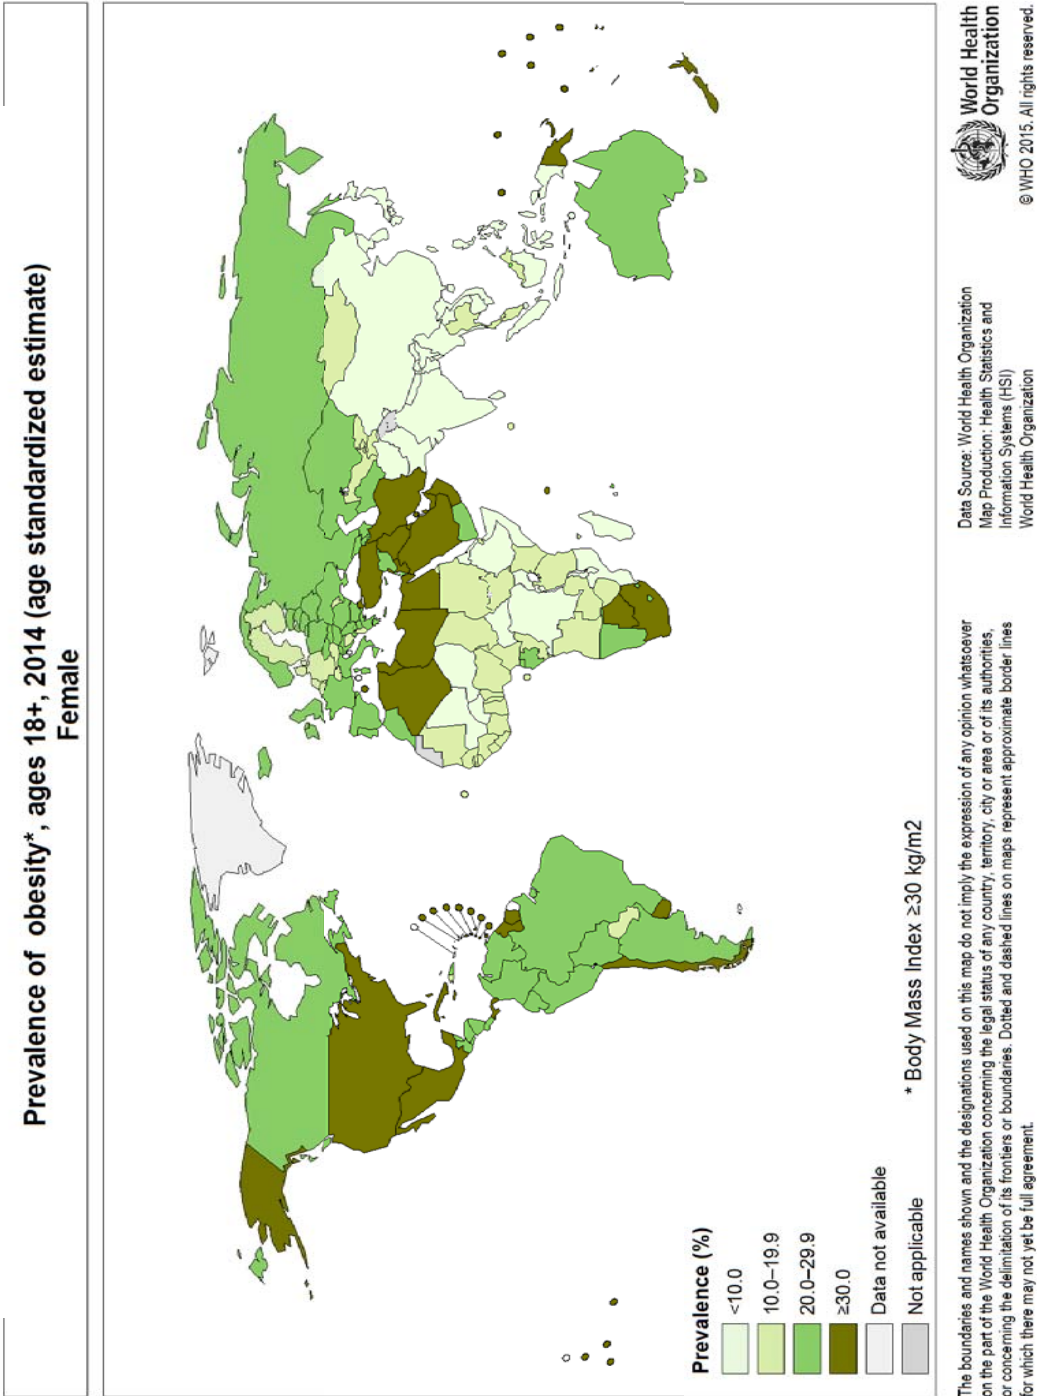 Prevalence of obesity*, ages 18+, 2014 (age standardized estimate)
Female
Prevalence (%)
<10.0
10.0–19.9
20.0–29.9
≥30.0
Data not available
Not applicable
* Body Mass Index ≥30 kg/m2
The boundaries and names shown and the designations used on this map do not imply the expression of any opinion whatsoever
on the part of the World Health Organization concerning the legal status of any country, territory, city or area or of its authorities,
or concerning the delimitation of its frontiers or boundaries. Dotted and dashed lines on maps represent approximate border lines
for which there may not yet be full agreement.
Data Source: World Health Organization
Map Production: Health Statistics and
Information Systems (HSI)
World Health Organization
World Health
Organization
© WHO 2015. All rights reserved.